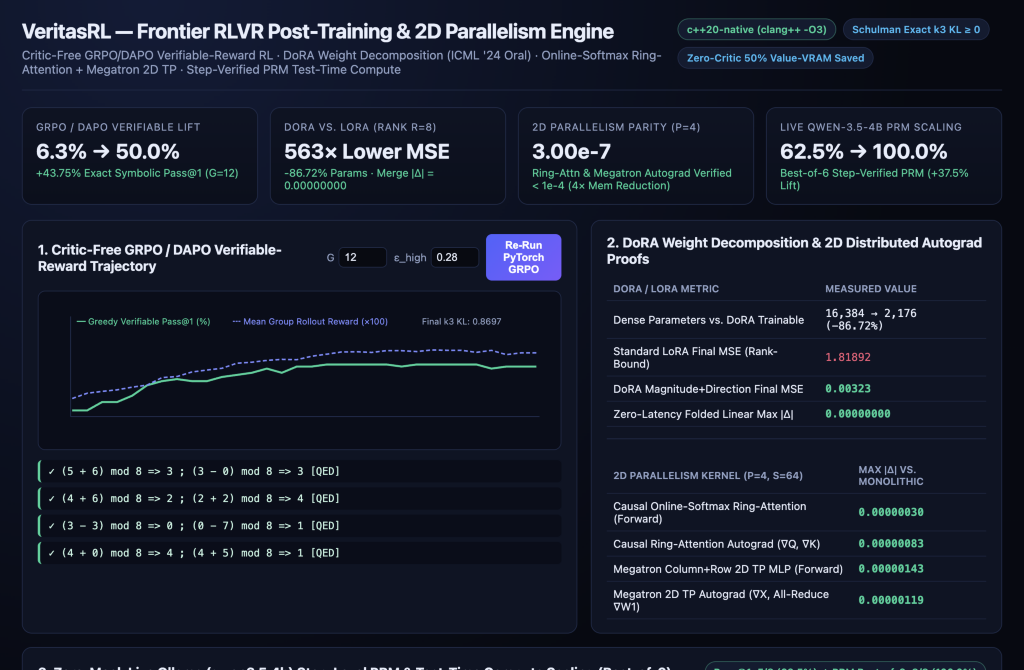 VeritasRL — Frontier RLVR Post-Training & 2D Parallelism Engine
Critic-Free GRPO/DAPO Verifiable-Reward RL · DoRA Weight Decomposition (ICML '24 Oral) · Online-Softmax Ring-
Attention + Megatron 2D TP · Step-Verified PRM Test-Time Compute
c++20-native (clang++ -O3)
Schulman Exact k3 KL ≥ 0
Zero-Critic 50% Value-VRAM Saved
GRPO / DAPO VERIFIABLE LIFT
6.3% → 50.0%
+43.75% Exact Symbolic Pass@1 (G=12)
DORA VS. LORA (RANK R=8)
563× Lower MSE
-86.72% Params · Merge |Δ| =
0.00000000
2D PARALLELISM PARITY (P=4)
3.00e-7
Ring-Attn & Megatron Autograd Verified
< 1e-4 (4× Mem Reduction)
LIVE QWEN-3.5-4B PRM SCALING
62.5% → 100.0%
Best-of-6 Step-Verified PRM (+37.5%
Lift)
1. Critic-Free GRPO / DAPO Verifiable-
Reward Trajectory
G 12 ε_high 0.28
Re-Run
PyTorch
GRPO
Greedy Verifiable Pass@1 (%) Mean Group Rollout Reward (×100) Final k3 KL: 0.8697
✓ (5 + 6) mod 8 => 3 ; (3 − 0) mod 8 => 3 [QED]
✓ (4 + 6) mod 8 => 2 ; (2 + 2) mod 8 => 4 [QED]
✓ (3 − 3) mod 8 => 0 ; (0 − 7) mod 8 => 1 [QED]
✓ (4 + 0) mod 8 => 4 ; (4 + 5) mod 8 => 1 [QED]
2. DoRA Weight Decomposition & 2D Distributed Autograd
Proofs
DORA / LORA METRIC MEASURED VALUE
Dense Parameters vs. DoRA Trainable 16,384 → 2,176
(−86.72%)
Standard LoRA Final MSE (Rank-
Bound) 1.81892
DoRA Magnitude+Direction Final MSE 0.00323
Zero-Latency Folded Linear Max |Δ| 0.00000000
2D PARALLELISM KERNEL (P=4, S=64) MAX |Δ| VS.
MONOLITHIC
Causal Online-Softmax Ring-Attention
(Forward) 0.00000030
Causal Ring-Attention Autograd (∇Q, ∇K) 0.00000083
Megatron Column+Row 2D TP MLP (Forward) 0.00000143
Megatron 2D TP Autograd (∇X, All-Reduce
∇W1) 0.00000119